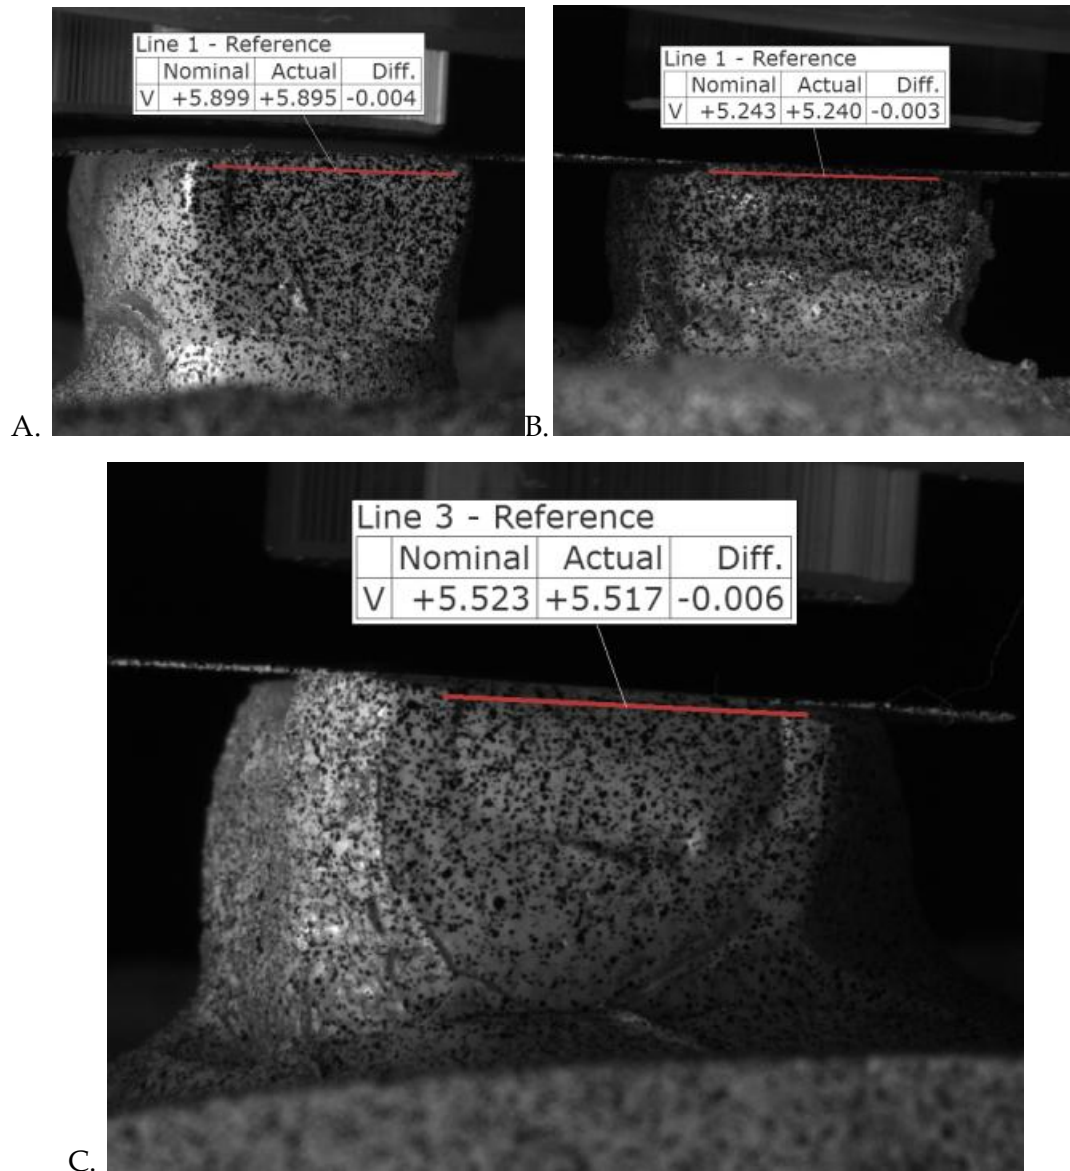 Line 1 - Reference
Nominal Actual Diff.
V +5.899 +5.895 -0.004
Line 1 - Reference
Nominal Actual Diff.
V +5.243 +5.240 -0.003
A.
B.
Line 3 - Reference
Nominal Actual Diff.
V +5.523 +5.517 -0.006
C.